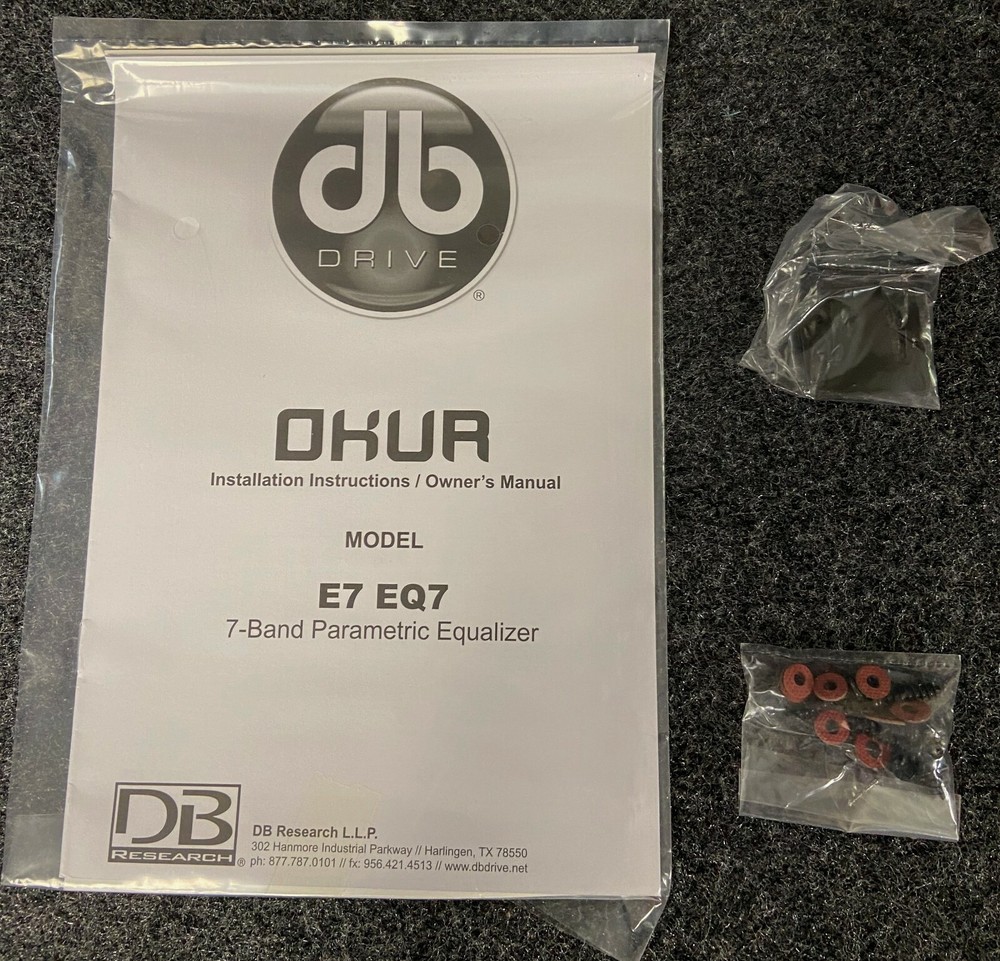 db
DRIVE
®
OKUR
Installation Instructions / Owner's Manual
MODEL
E7 EQ7
7-Band Parametric Equalizer
DB
RESEARCH ®
DB Research L.L.P.
302 Hanmore Industrial Parkway // Harlingen, TX 78550
ph: 877.787.0101 // fx: 956.421.4513 // www.dbdrive.net